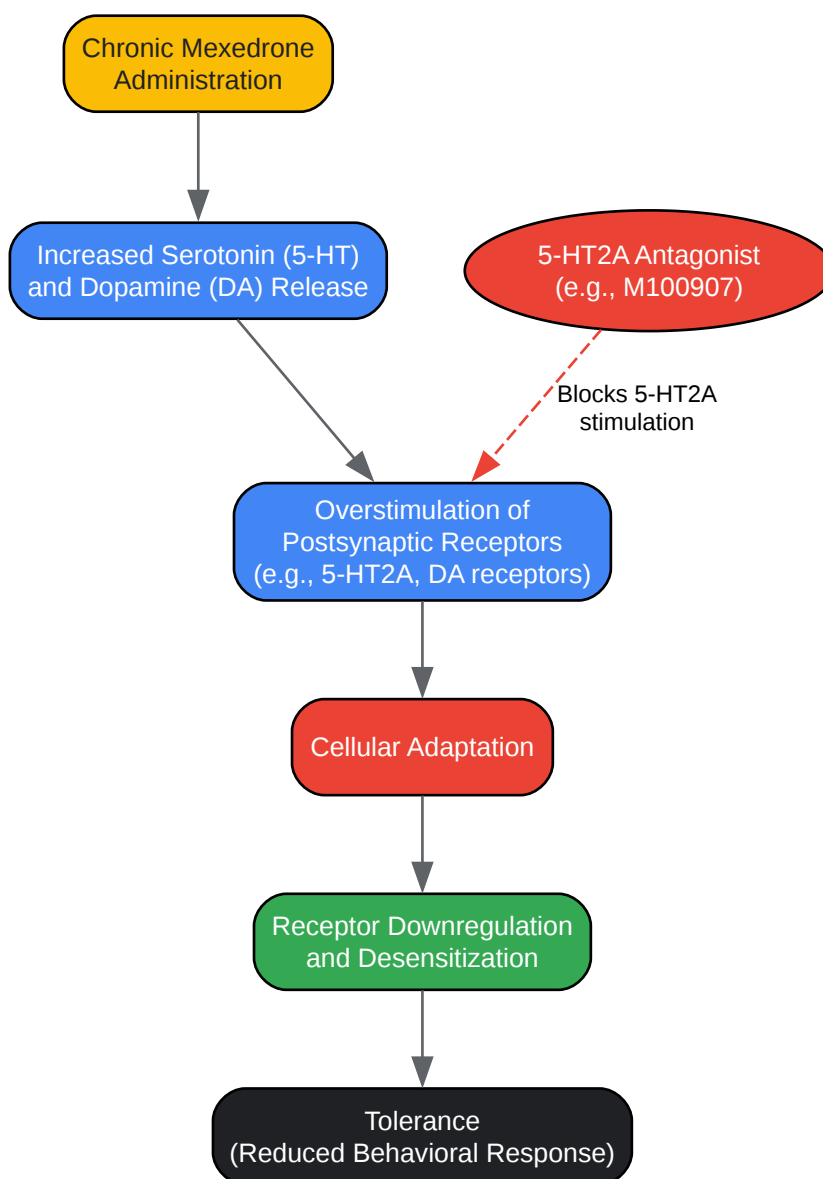 Chronic Mexedrone
Administration
Increased Serotonin (5-HT)
and Dopamine (DA) Release
5-HT2A Antagonist
(e.g., M100907)
Blocks 5-HT2A
stimulation
Overstimulation of
Postsynaptic Receptors
(e.g., 5-HT2A, DA receptors)
Cellular Adaptation
Receptor Downregulation
and Desensitization
Tolerance
(Reduced Behavioral Response)